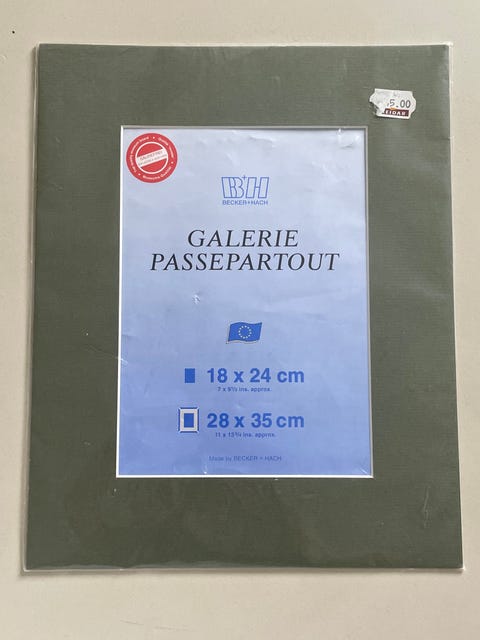 5.00
B+H
BECKER+HACH
GALERIE
PASSEPARTOUT
18 x 24 cm
7 x 9½ ins. approx.
28 x 35 cm
11 x 13¾ ins. approx.
Made by BECKER + HACH